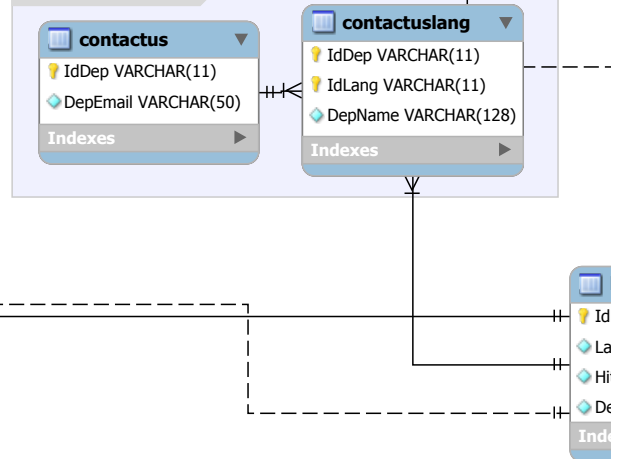 contactus
IdDep VARCHAR(11)
DepEmail VARCHAR(50)
Indexes
contactuslang
IdDep VARCHAR(11)
IdLang VARCHAR(11)
DepName VARCHAR(128)
Indexes
Id
La
Hi
De
Inde